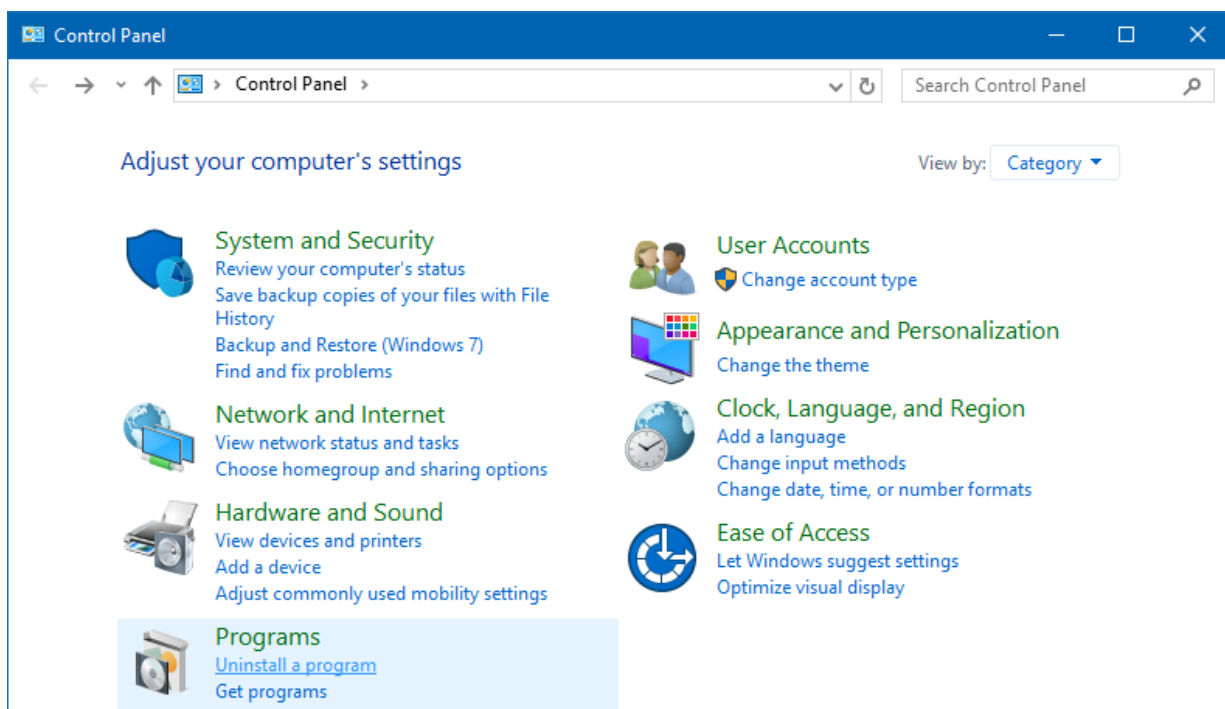 Control Panel
Control Panel
Search Control Panel
Adjust your computer's settings
View by: Category
System and Security
Review your computer's status
Save backup copies of your files with File
History
Backup and Restore (Windows 7)
Find and fix problems
Network and Internet
View network status and tasks
Choose homegroup and sharing options
Hardware and Sound
View devices and printers
Add a device
Adjust commonly used mobility settings
Programs
Uninstall a program
Get programs
User Accounts
Change account type
Appearance and Personalization
Change the theme
Clock, Language, and Region
Add a language
Change input methods
Change date, time, or number formats
Ease of Access
Let Windows suggest settings
Optimize visual display